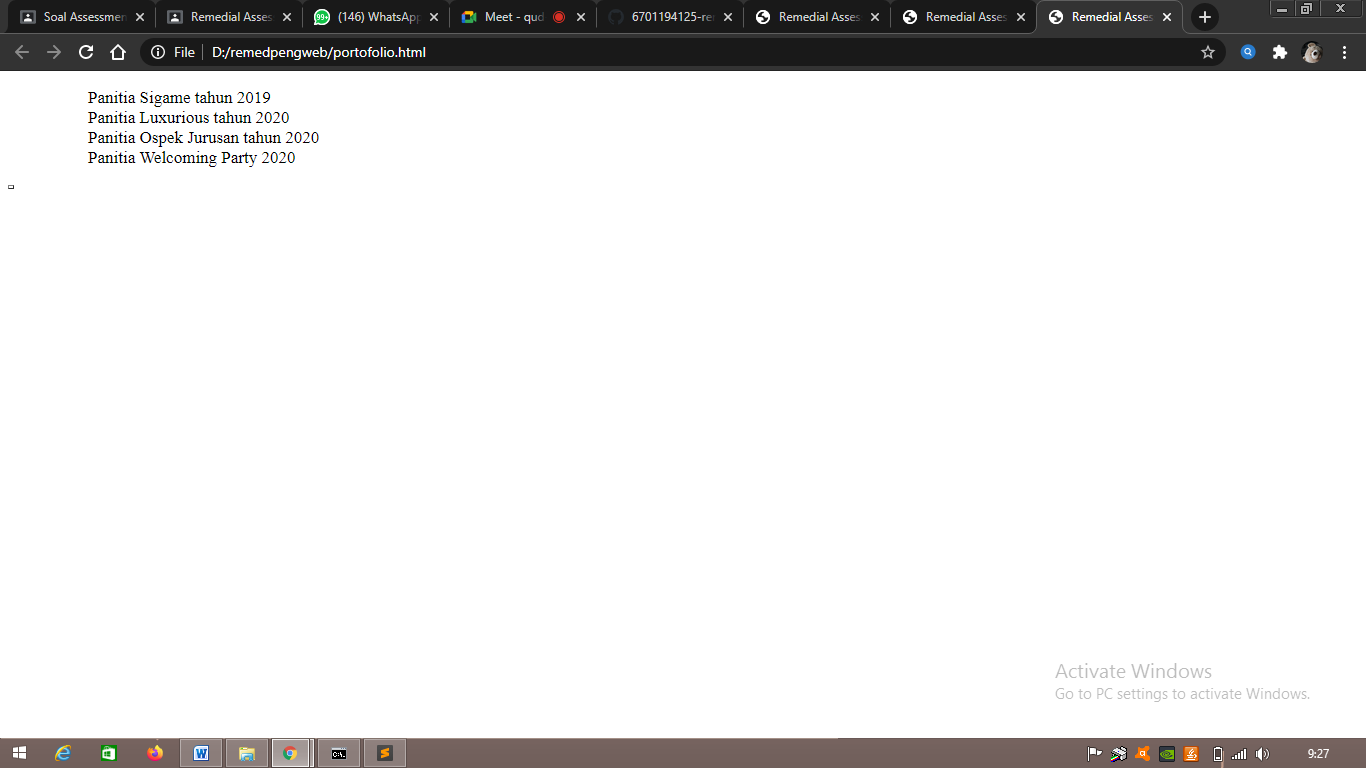 Soal Assessmen
Remedial Asses
99+
(146) WhatsApp
Meet - qud
6701194125-re
Remedial Asses
Remedial Asses
Remedial Asses
File
D:/remedpengweb/portofolio.html
Panitia Sigame tahun 2019
Panitia Luxurious tahun 2020
Panitia Ospek Jurusan tahun 2020
Panitia Welcoming Party 2020
Activate Windows
Go to PC settings to activate Windows.
9:27